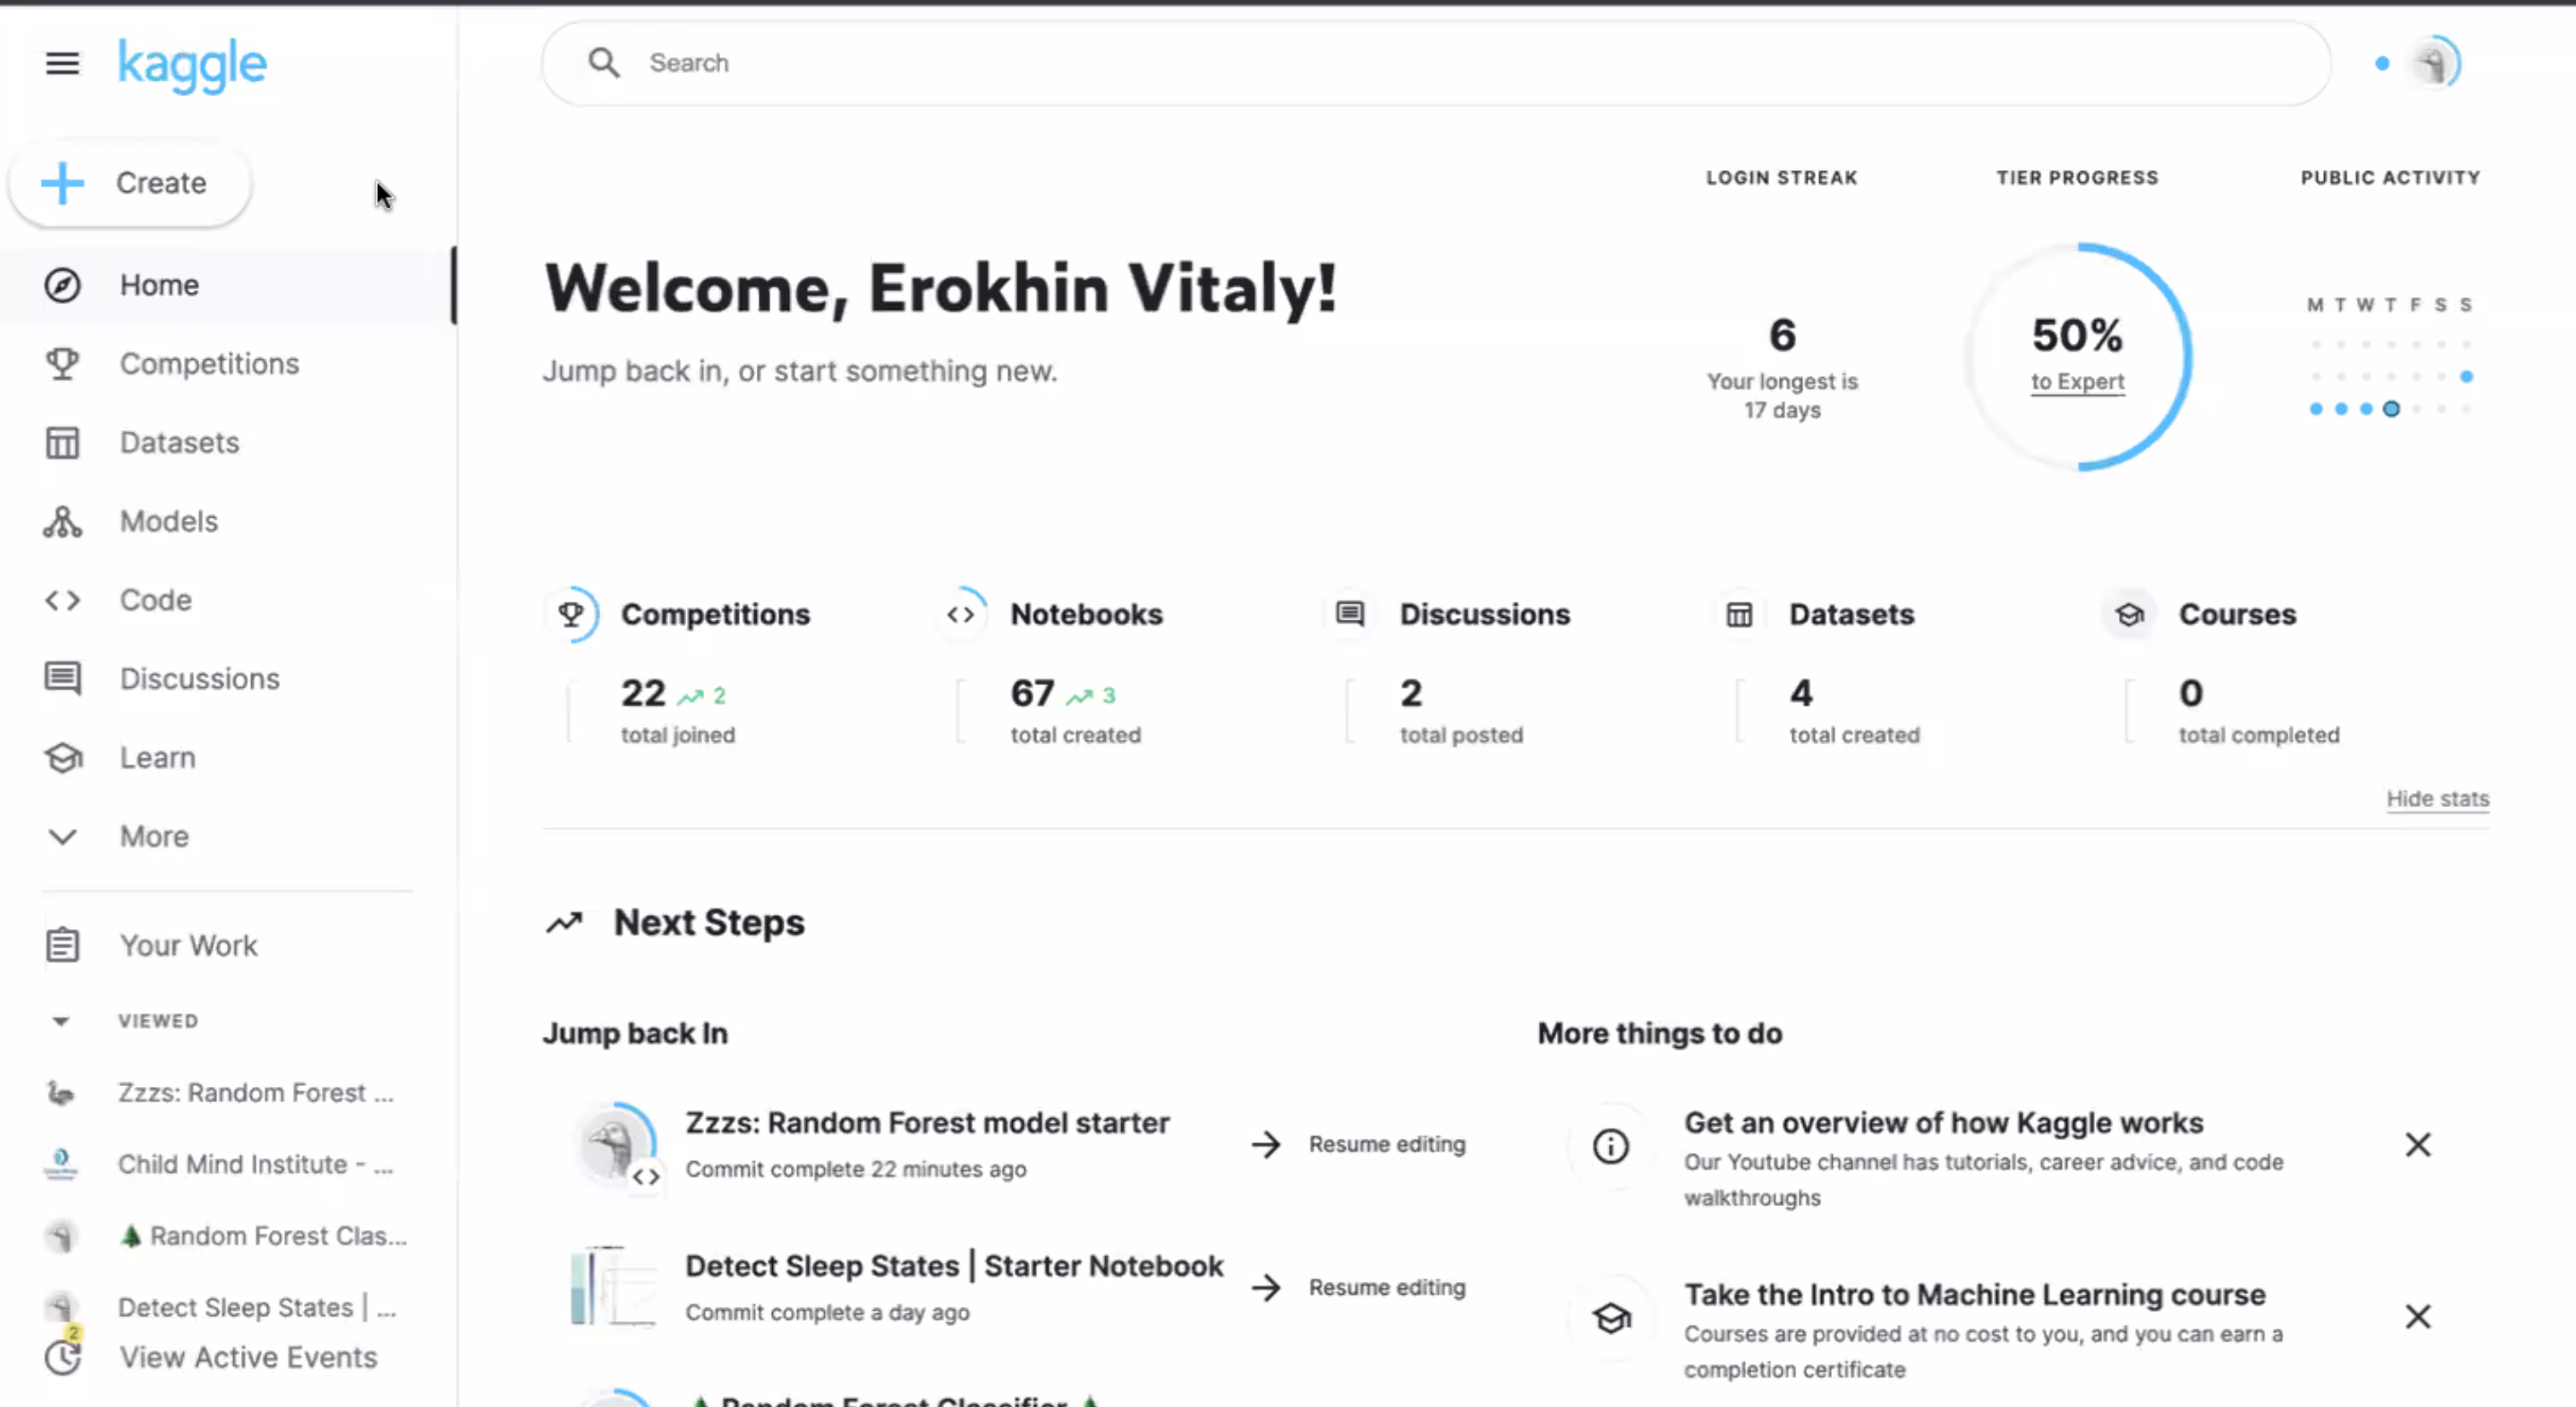 kaggle
Search
Create
Home
Competitions
Datasets
Models
Code
Discussions
Learn
More
Your Work
VIEWED
Zzzs: Random Forest ...
Child Mind Institute - ...
🌲 Random Forest Clas...
Detect Sleep States | ...
2
View Active Events
LOGIN STREAK
TIER PROGRESS
PUBLIC ACTIVITY
Welcome, Erokhin Vitaly!
Jump back in, or start something new.
6
Your longest is
17 days
50%
to Expert
M T W T F S S
Competitions
22 2
total joined
Notebooks
67 3
total created
Discussions
2
total posted
Datasets
4
total created
Courses
0
total completed
Hide stats
Next Steps
Jump back In
Zzzs: Random Forest model starter
Commit complete 22 minutes ago
Resume editing
Detect Sleep States | Starter Notebook
Commit complete a day ago
Resume editing
🌲 Random Forest Classifier 🌲
More things to do
Get an overview of how Kaggle works
Our Youtube channel has tutorials, career advice, and code
walkthroughs
Take the Intro to Machine Learning course
Courses are provided at no cost to you, and you can earn a
completion certificate